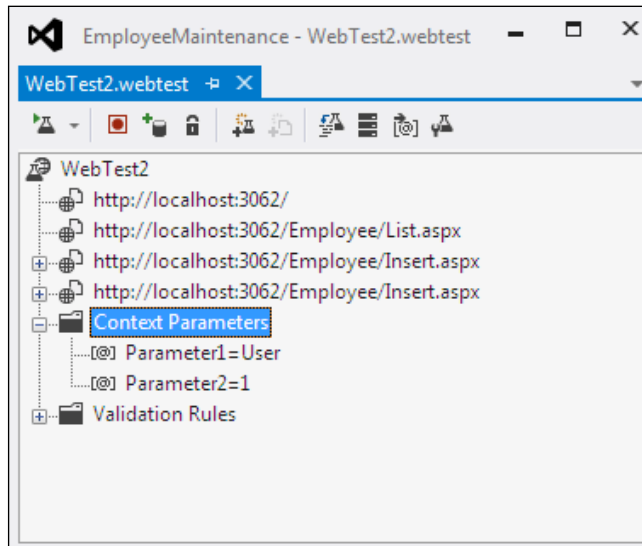 EmployeeMaintenance - WebTest2.webtest
WebTest2.webtest
WebTest2
http://localhost:3062/
http://localhost:3062/Employee/List.aspx
http://localhost:3062/Employee/Insert.aspx
http://localhost:3062/Employee/Insert.aspx
Context Parameters
[@] Parameter1=User
[@] Parameter2=1
Validation Rules